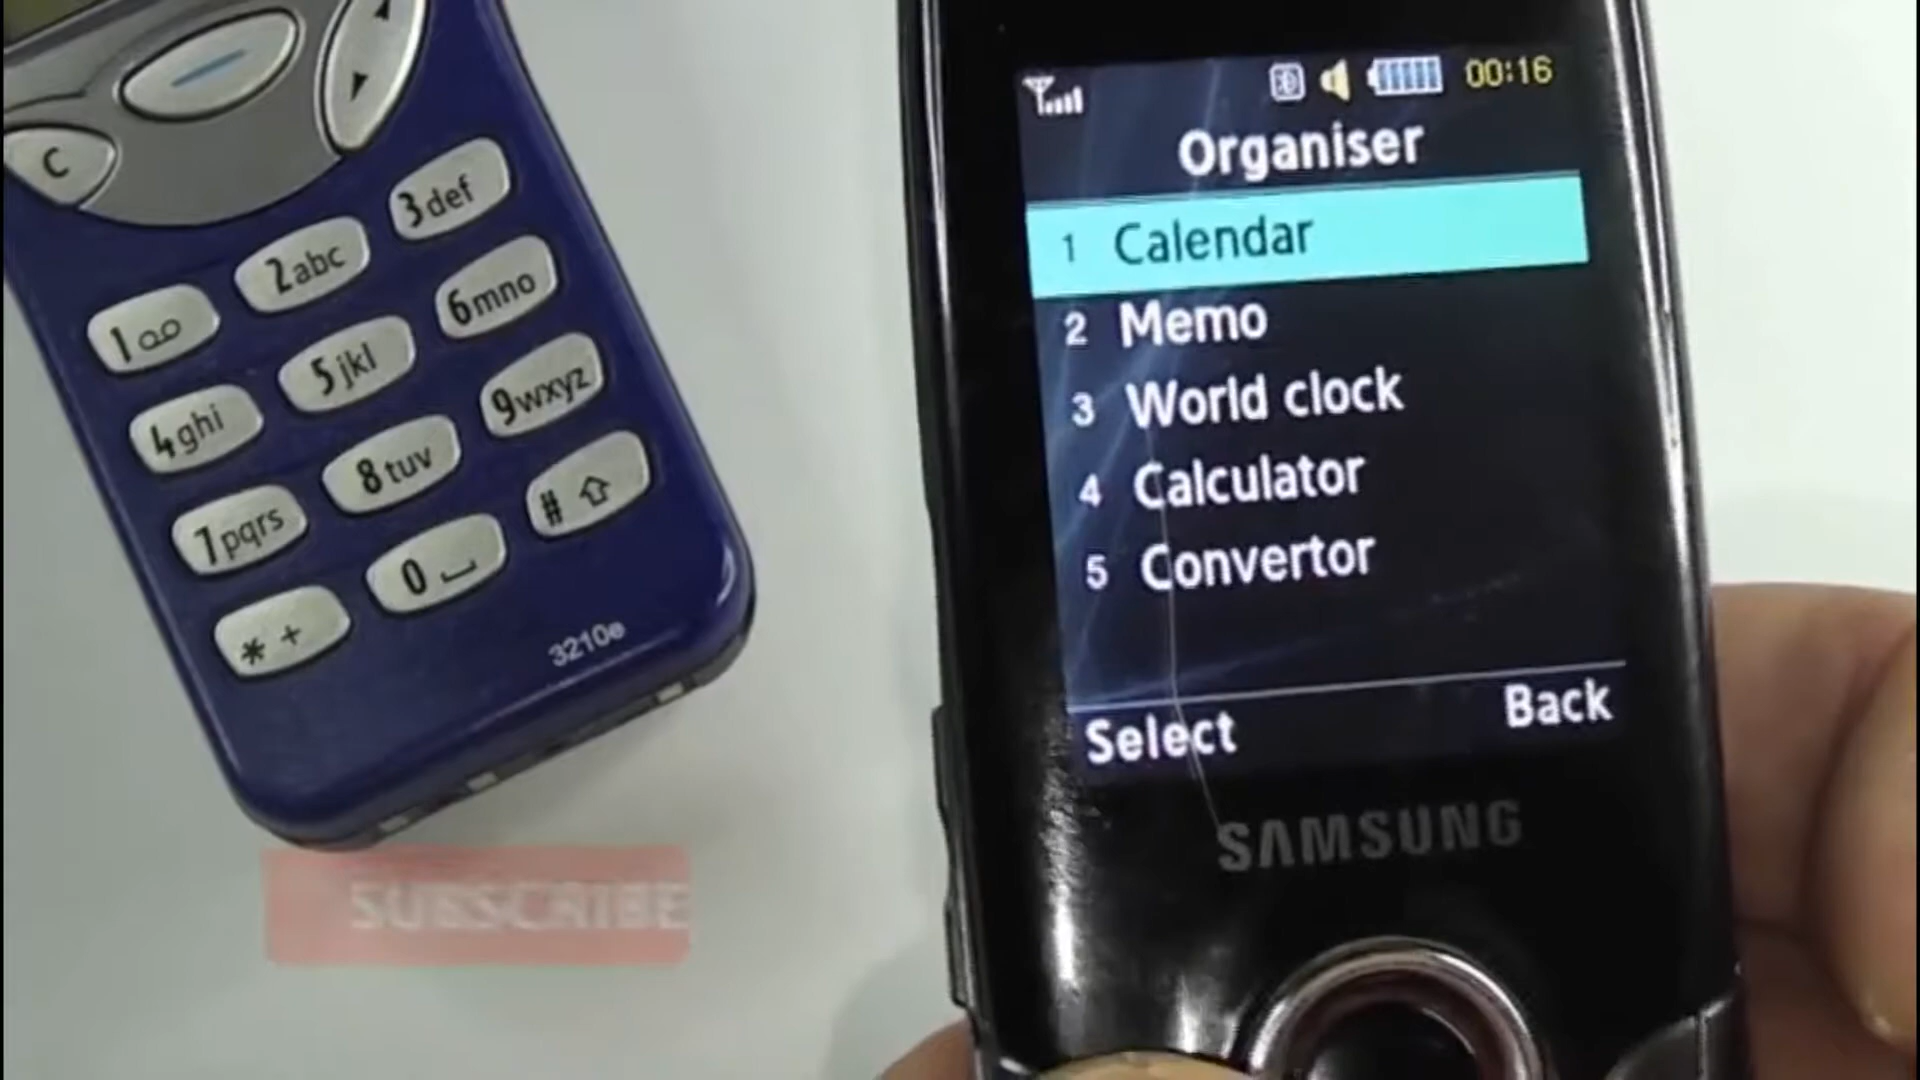 C
1
2abc
3def
4ghi
5jkl
6mno
7pqrs
8tuv
9wxyz
* +
0
#
3210e
SUBSCRIBE
00:16
Organiser
1 Calendar
2 Memo
3 World clock
4 Calculator
5 Convertor
Select Back
SAMSUNG